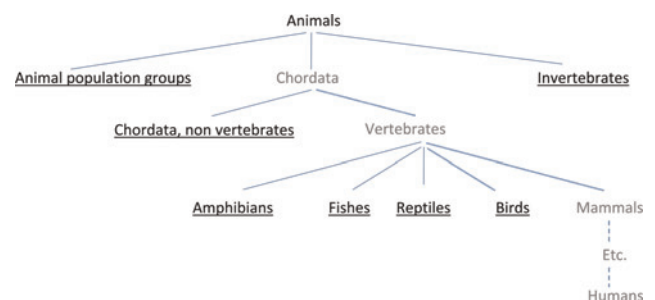 Animals
Animal population groups Chordata Invertebrates
Chordata, non vertebrates Vertebrates
Amphibians Fishes Reptiles Birds Mammals
Etc.
Humans